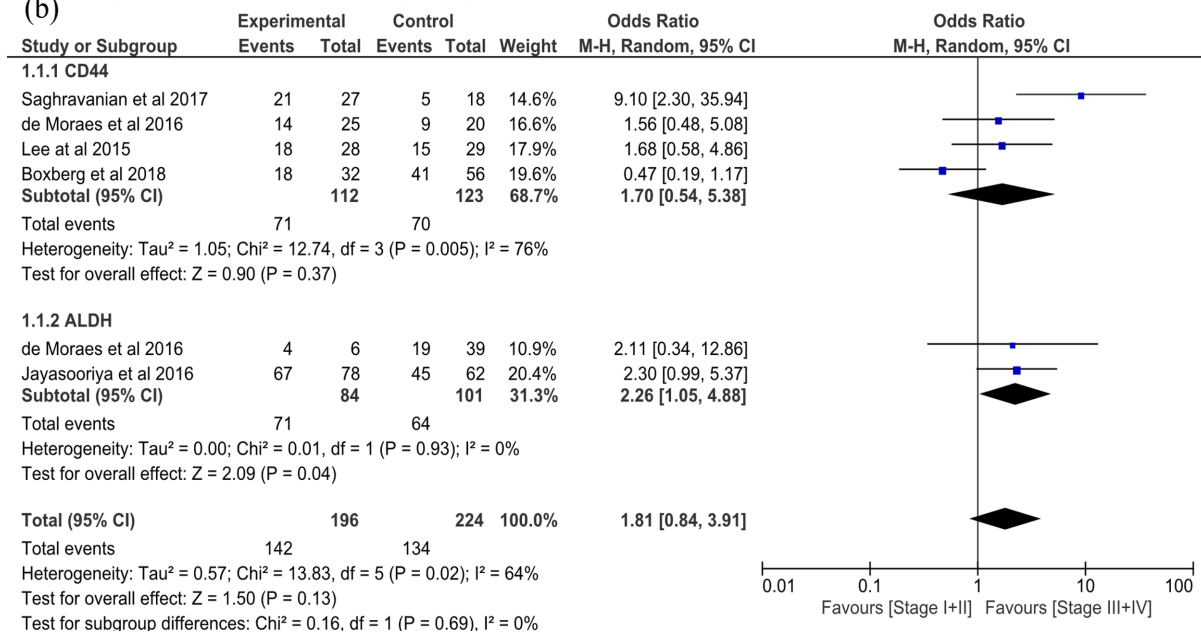 (b)
Experimental Control Odds Ratio Odds Ratio
Study or Subgroup Events Total Events Total Weight M-H, Random, 95% CI M-H, Random, 95% CI
1.1.1 CD44
Saghravanian et al 2017 21 27 5 18 14.6% 9.10 [2.30, 35.94]
de Moraes et al 2016 14 25 9 20 16.6% 1.56 [0.48, 5.08]
Lee at al 2015 18 28 15 29 17.9% 1.68 [0.58, 4.86]
Boxberg et al 2018 18 32 41 56 19.6% 0.47 [0.19, 1.17]
Subtotal (95% CI) 112 123 68.7% 1.70 [0.54, 5.38]
Total events 71 70
Heterogeneity: Tau² = 1.05; Chi² = 12.74, df = 3 (P = 0.005); I² = 76%
Test for overall effect: Z = 0.90 (P = 0.37)
1.1.2 ALDH
de Moraes et al 2016 4 6 19 39 10.9% 2.11 [0.34, 12.86]
Jayasooriya et al 2016 67 78 45 62 20.4% 2.30 [0.99, 5.37]
Subtotal (95% CI) 84 101 31.3% 2.26 [1.05, 4.88]
Total events 71 64
Heterogeneity: Tau² = 0.00; Chi² = 0.01, df = 1 (P = 0.93); I² = 0%
Test for overall effect: Z = 2.09 (P = 0.04)
Total (95% CI) 196 224 100.0% 1.81 [0.84, 3.91]
Total events 142 134
Heterogeneity: Tau² = 0.57; Chi² = 13.83, df = 5 (P = 0.02); I² = 64%
Test for overall effect: Z = 1.50 (P = 0.13)
Test for subgroup differences: Chi² = 0.16, df = 1 (P = 0.69), I² = 0%
0.01 0.1 1 10 100
Favours [Stage I+II] Favours [Stage III+IV]